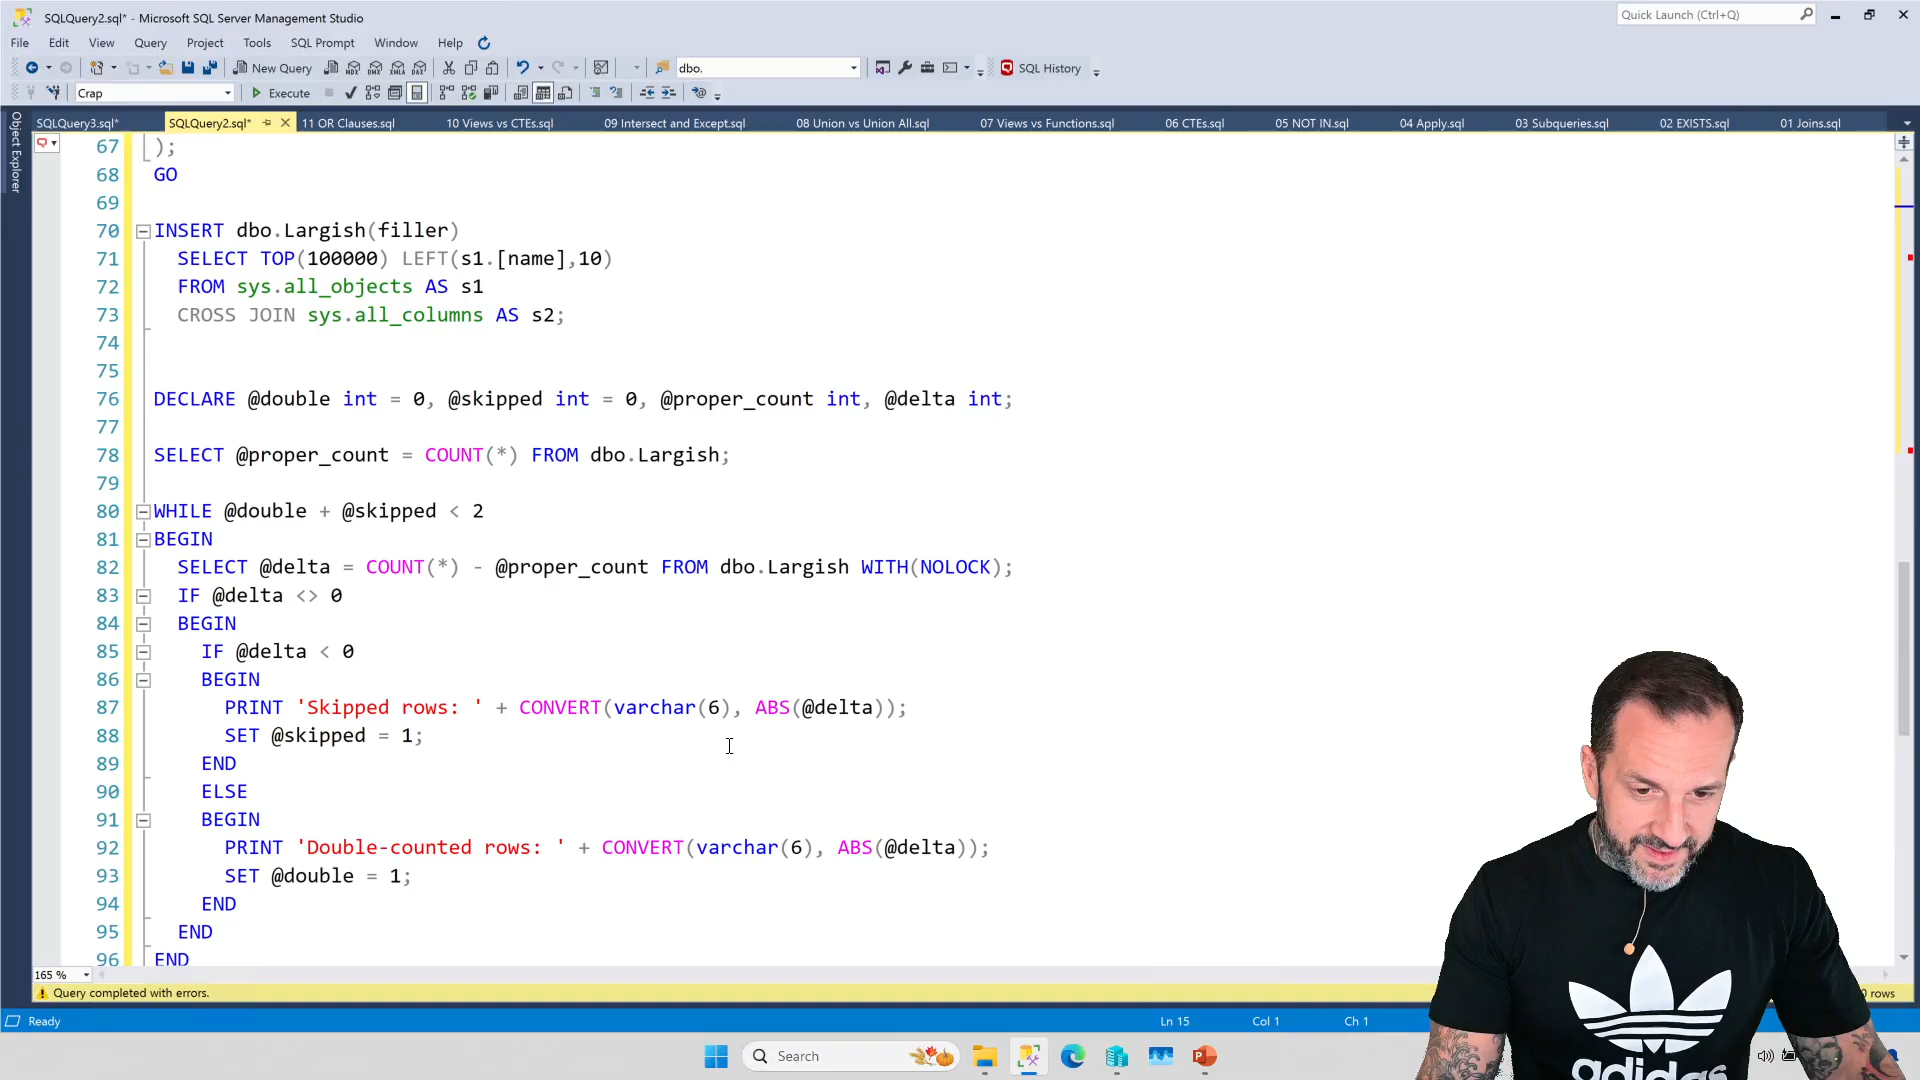 SQLQuery2.sql* - Microsoft SQL Server Management Studio
Quick Launch (Ctrl+Q)
File Edit View Query Project Tools SQL Prompt Window Help
New Query MDX DMX XMLA DAX dbo. SQL History
Crap Execute
SQLQuery3.sql* SQLQuery2.sql* 11 OR Clauses.sql 10 Views vs CTEs.sql 09 Intersect and Except.sql 08 Union vs Union All.sql 07 Views vs Functions.sql 06 CTEs.sql 05 NOT IN.sql 04 Apply.sql 03 Subqueries.sql 02 EXISTS.sql 01 Joins.sql
Object Explorer
67 );
68 GO
69
70 INSERT dbo.Largish(filler)
71 SELECT TOP(100000) LEFT(s1.[name],10)
72 FROM sys.all_objects AS s1
73 CROSS JOIN sys.all_columns AS s2;
74
75
76 DECLARE @double int = 0, @skipped int = 0, @proper_count int, @delta int;
77
78 SELECT @proper_count = COUNT(*) FROM dbo.Largish;
79
80 WHILE @double + @skipped < 2
81 BEGIN
82 SELECT @delta = COUNT(*) - @proper_count FROM dbo.Largish WITH(NOLOCK);
83 IF @delta <> 0
84 BEGIN
85 IF @delta < 0
86 BEGIN
87 PRINT 'Skipped rows: ' + CONVERT(varchar(6), ABS(@delta));
88 SET @skipped = 1;
89 END
90 ELSE
91 BEGIN
92 PRINT 'Double-counted rows: ' + CONVERT(varchar(6), ABS(@delta));
93 SET @double = 1;
94 END
95 END
96 END
165 %
Query completed with errors. rows
Ready Ln 15 Col 1 Ch 1
Search
adidas